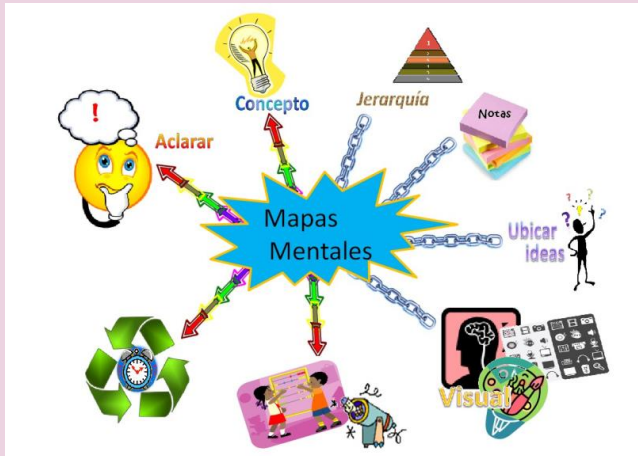 Concepto
Jerarquía
Notas
!
Aclarar
Mapas
Mentales
Ubicar
ideas
Visual